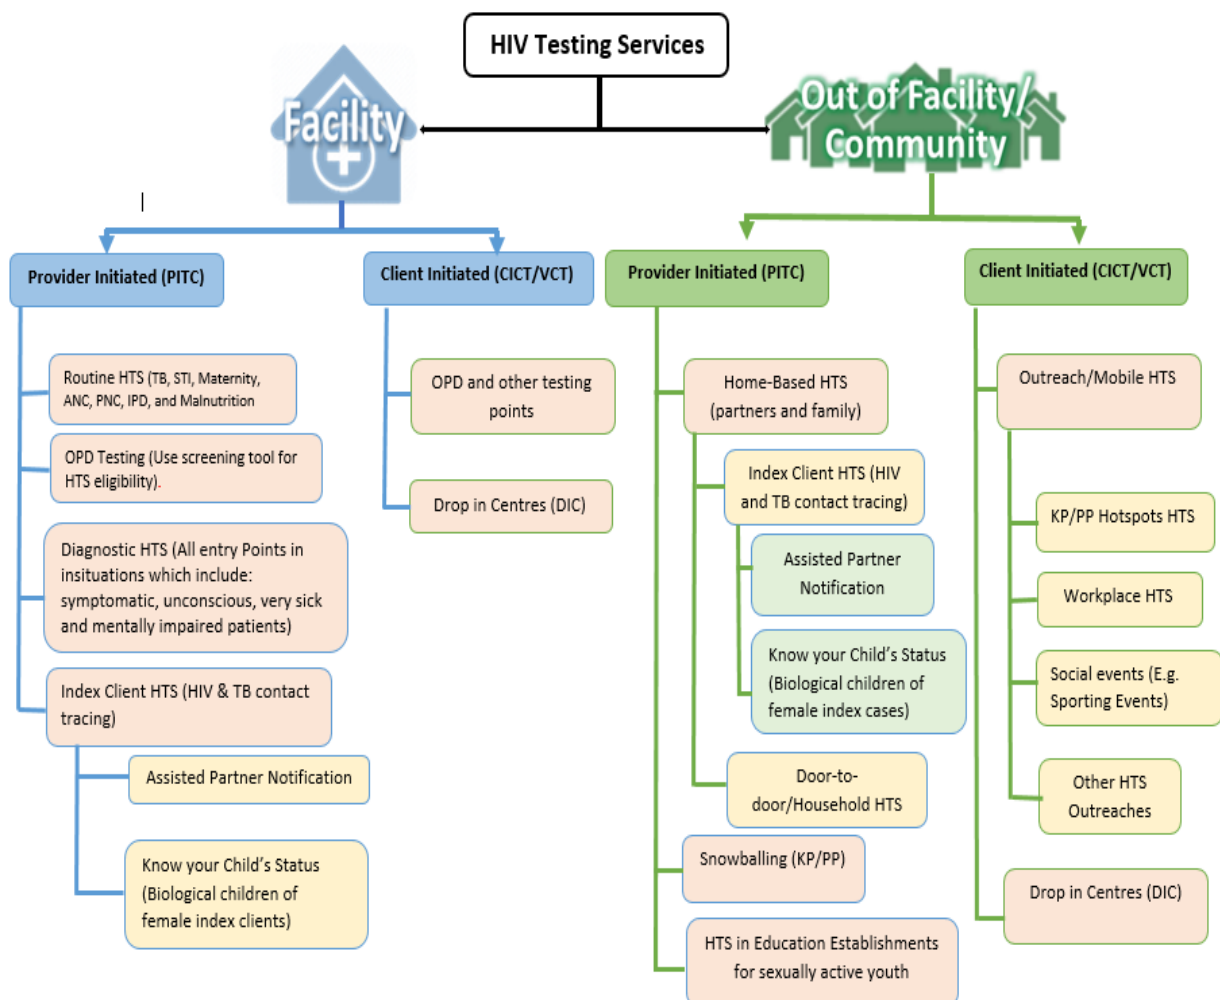 HIV Testing Services
Facility
Out of Facility/
Community
Provider Initiated (PITC)
Routine HTS (TB, STI, Maternity,
ANC, PNC, IPD, and Malnutrition
OPD Testing (Use screening tool for
HTS eligibility).
Diagnostic HTS (All entry Points in
insituations which include:
symptomatic, unconscious, very sick
and mentally impaired patients)
Index Client HTS (HIV & TB contact
tracing)
Assisted Partner Notification
Know your Child's Status
(Biological children of
female index clients)
Client Initiated (CICT/VCT)
OPD and other testing
points
Drop in Centres (DIC)
Provider Initiated (PITC)
Home-Based HTS
(partners and family)
Index Client HTS (HIV
and TB contact tracing)
Assisted Partner
Notification
Know your Child's Status
(Biological children of
female index cases)
Door-to-
door/Household HTS
Snowballing (KP/PP)
HTS in Education Establishments
for sexually active youth
Client Initiated (CICT/VCT)
Outreach/Mobile HTS
KP/PP Hotspots HTS
Workplace HTS
Social events (E.g.
Sporting Events)
Other HTS
Outreaches
Drop in Centres (DIC)